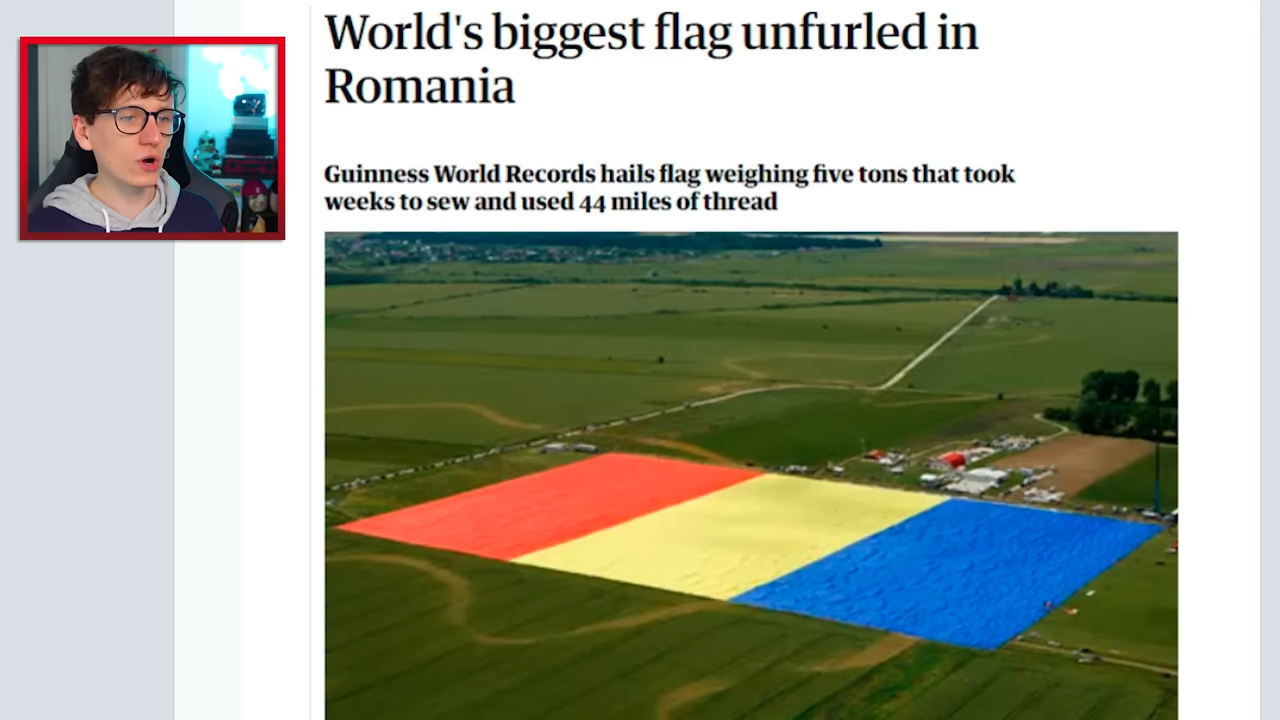 World's biggest flag unfurled in
Romania
Guinness World Records hails flag weighing five tons that took
weeks to sew and used 44 miles of thread